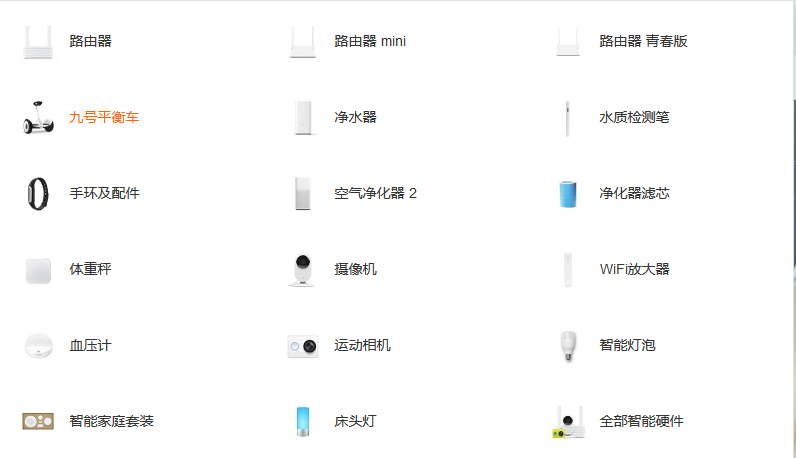 路由器
路由器 mini
路由器 青春版
九号平衡车
净水器
水质检测笔
手环及配件
空气净化器 2
净化器滤芯
体重秤
摄像机
WiFi放大器
血压计
运动相机
智能灯泡
智能家庭套装
床头灯
全部智能硬件